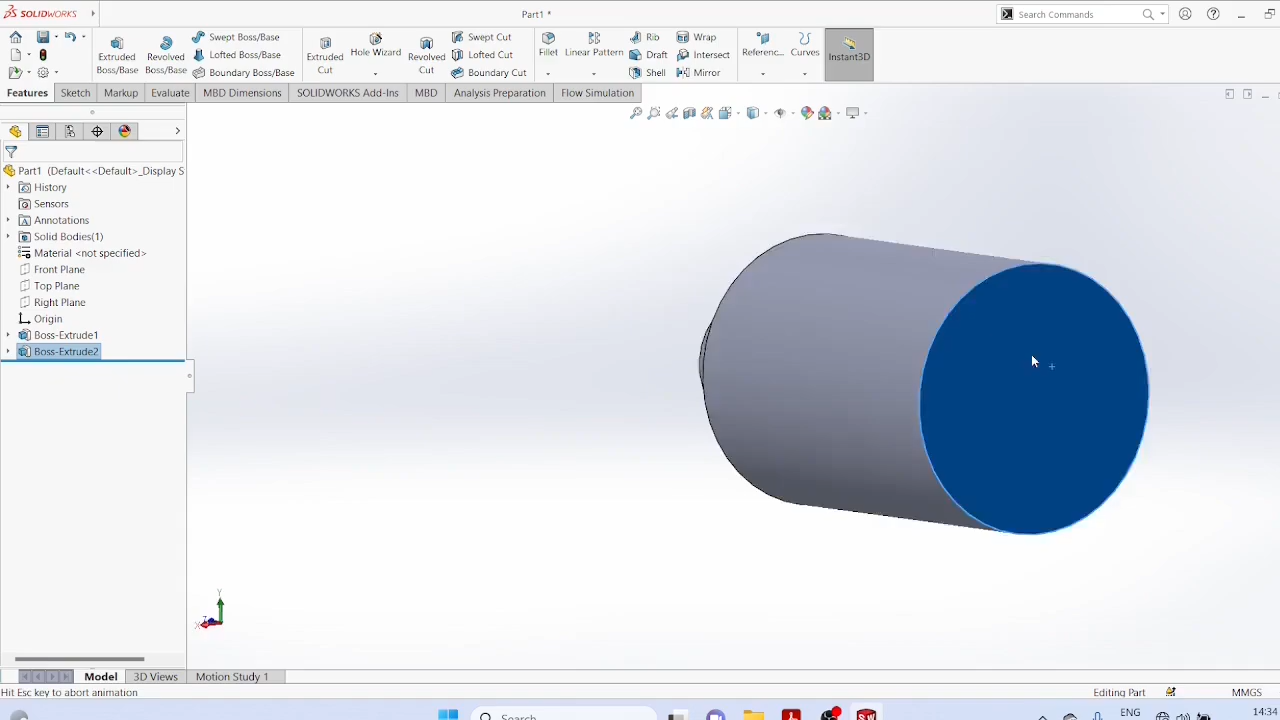 SOLIDWORKS
Part1 *
Search Commands
Extruded Boss/Base
Revolved Boss/Base
Swept Boss/Base
Lofted Boss/Base
Boundary Boss/Base
Extruded Cut
Hole Wizard
Revolved Cut
Swept Cut
Lofted Cut
Boundary Cut
Fillet
Linear Pattern
Rib
Draft
Shell
Wrap
Intersect
Mirror
Referenc...
Curves
Instant3D
Features
Sketch
Markup
Evaluate
MBD Dimensions
SOLIDWORKS Add-Ins
MBD
Analysis Preparation
Flow Simulation
Part1 (Default<<Default>_Display S
History
Sensors
Annotations
Solid Bodies(1)
Material <not specified>
Front Plane
Top Plane
Right Plane
Origin
Boss-Extrude1
Boss-Extrude2
Y
X
Z
Model
3D Views
Motion Study 1
Hit Esc key to abort animation
Editing Part
MMGS
Search
SW
ENG
14:34